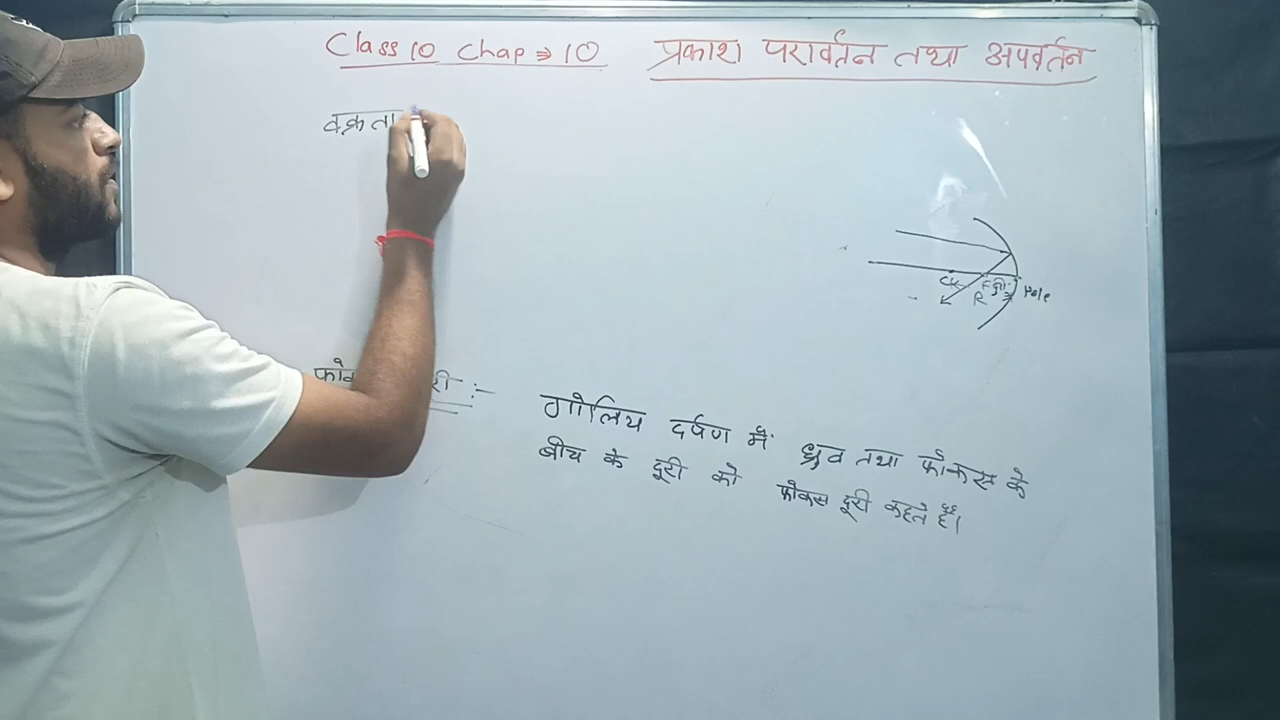 Class 10 Chap ⇒ 10 प्रकाश परावर्तन तथा अपवर्तन
वक्रता
Pole
F
R
:-
गोलिय दर्पण में ध्रुव तथा फोकस के
बीच के दूरी को फोकस दूरी कहते हैं।